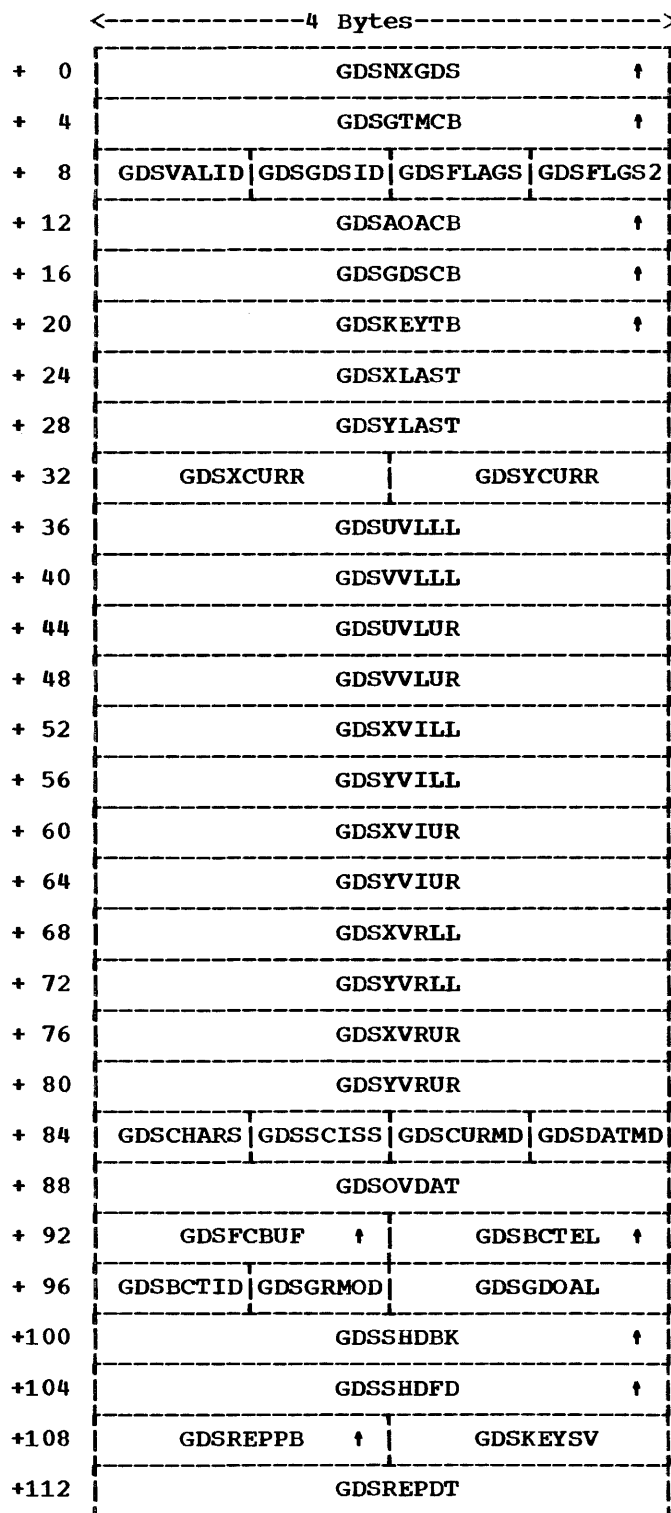 <-----------4 Bytes-------------->
+ 0 GDSNXGDS ↑
+ 4 GDSGTMCB ↑
+ 8 GDSVALID|GDSGDSID|GDSFLAGS|GDSFLGS2
+ 12 GDSAOACB ↑
+ 16 GDSGDSCB ↑
+ 20 GDSKEYTB ↑
+ 24 GDSXLAST
+ 28 GDSYLAST
+ 32 GDSXCURR | GDSYCURR
+ 36 GDSUVLLL
+ 40 GDSVVLLL
+ 44 GDSUVLUR
+ 48 GDSVVLUR
+ 52 GDSXVILL
+ 56 GDSYVILL
+ 60 GDSXVIUR
+ 64 GDSYVIUR
+ 68 GDSXVRLL
+ 72 GDSYVRLL
+ 76 GDSXVRUR
+ 80 GDSYVRUR
+ 84 GDSCHARS|GDSSCISS|GDSCURMD|GDSDATMD
+ 88 GDSOVDAT
+ 92 GDSFCBUF ↑ | GDSBCTEL ↑
+ 96 GDSBCTID|GDSGRMOD| GDSGDOAL
+100 GDSSHDBK ↑
+104 GDSSHDFD ↑
+108 GDSREPPB ↑ | GDSKEYSV
+112 GDSREPDT